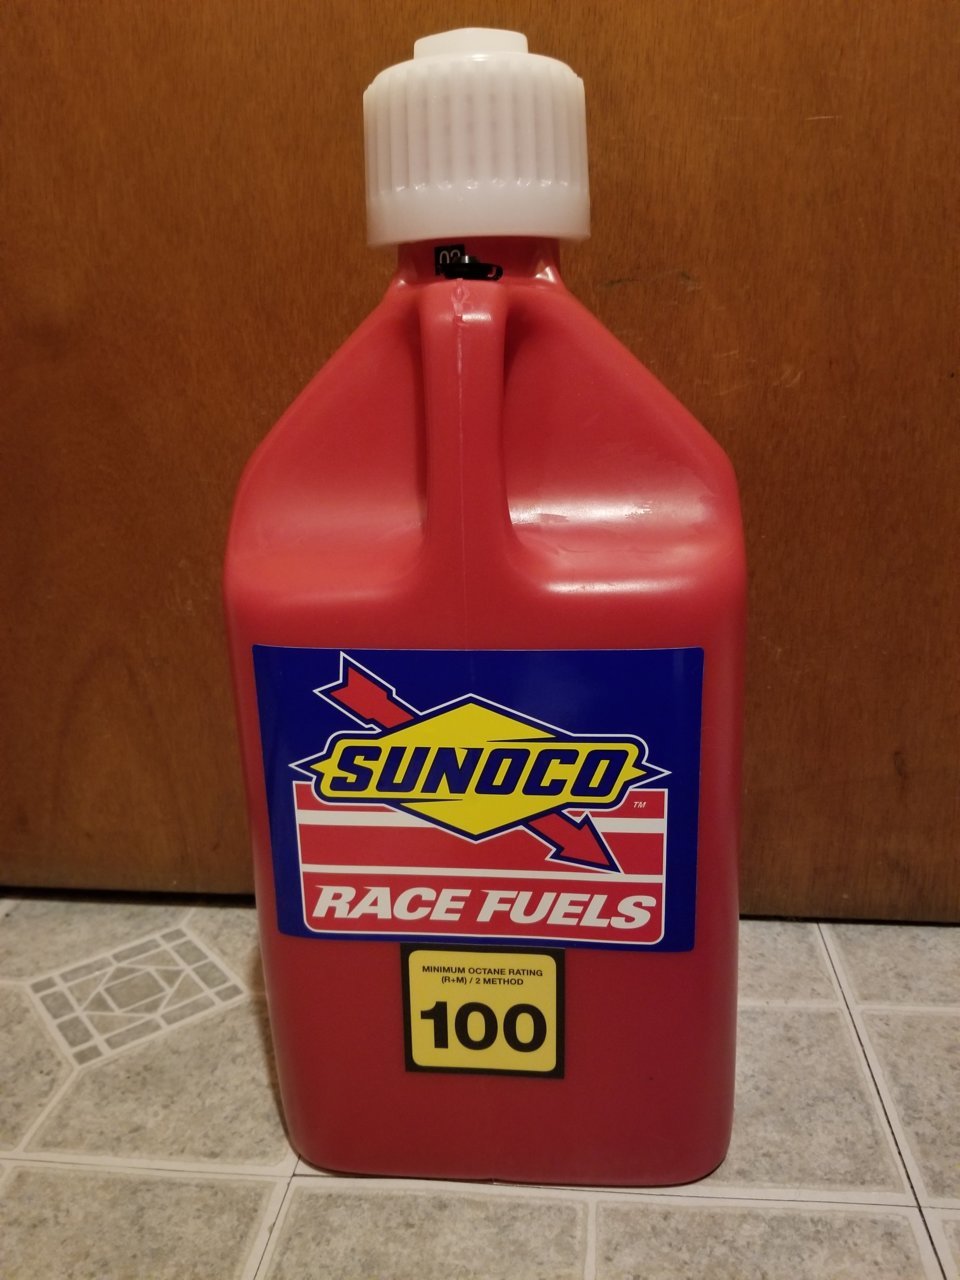 SUNOCO
TM
RACE FUELS
MINIMUM OCTANE RATING
(R+M) / 2 METHOD
100